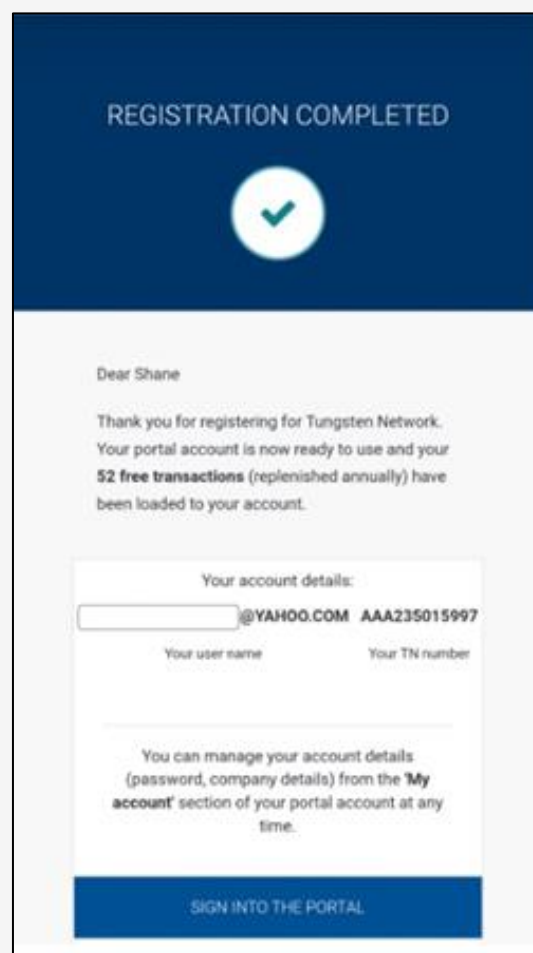 REGISTRATION COMPLETED
Dear Shane
Thank you for registering for Tungsten Network.
Your portal account is now ready to use and your
52 free transactions (replenished annually) have
been loaded to your account.
Your account details:
@YAHOO.COM AAA235015997
Your user name Your TN number
You can manage your account details
(password, company details) from the 'My
account' section of your portal account at any
time.
SIGN INTO THE PORTAL